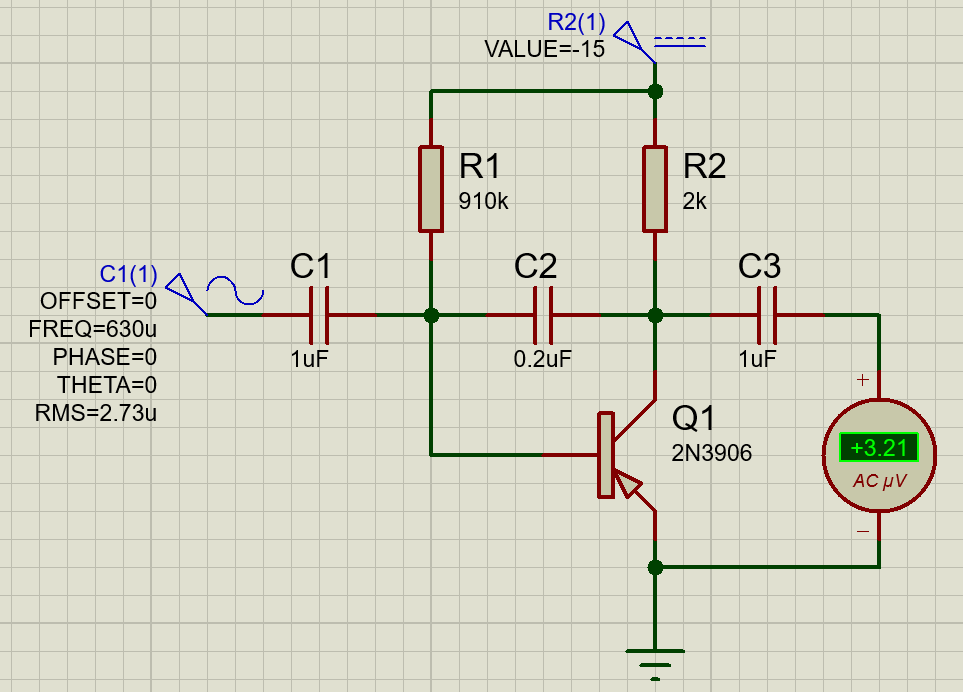 R2(1)
VALUE=-15
R1
910k
R2
2k
C1(1)
OFFSET=0
FREQ=630u
PHASE=0
THETA=0
RMS=2.73u
C1
1uF
C2
0.2uF
C3
1uF
Q1
2N3906
+
+3.21
AC µV
−